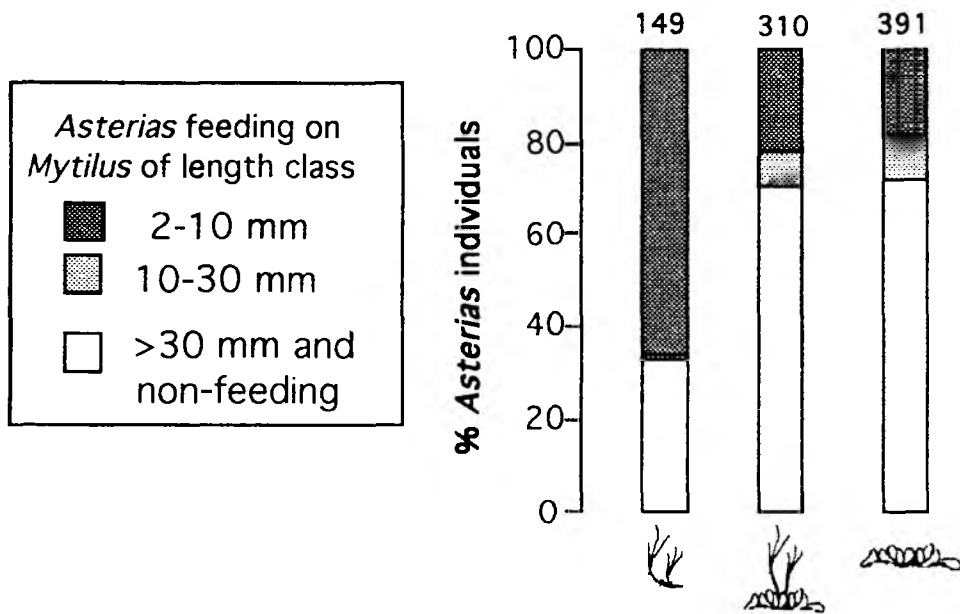 Asterias feeding on
Mytilus of length class
2-10 mm
10-30 mm
>30 mm and
non-feeding
% Asterias individuals
100
80
60
40
20
0
149 310 391